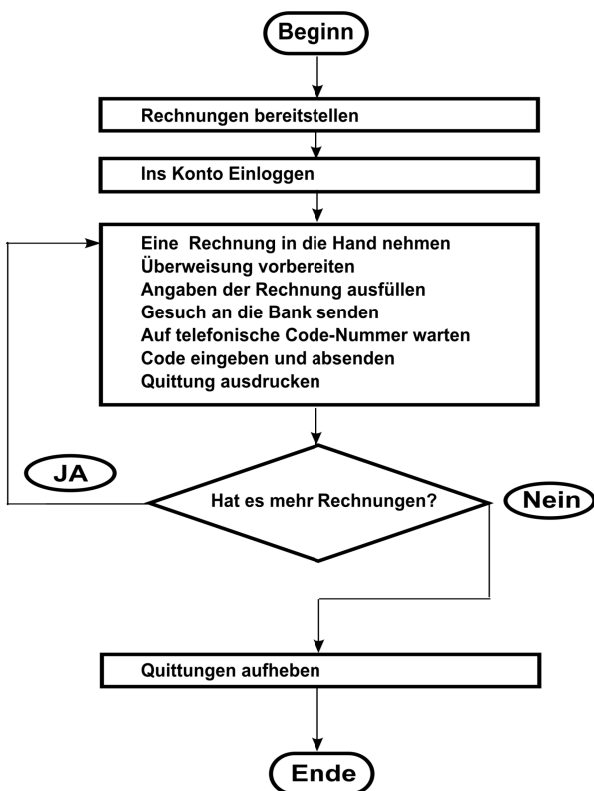 Beginn
Rechnungen bereitstellen
Ins Konto Einloggen
Eine Rechnung in die Hand nehmen
Überweisung vorbereiten
Angaben der Rechnung ausfüllen
Gesuch an die Bank senden
Auf telefonische Code-Nummer warten
Code eingeben und absenden
Quittung ausdrucken
JA
Hat es mehr Rechnungen?
Nein
Quittungen aufheben
Ende